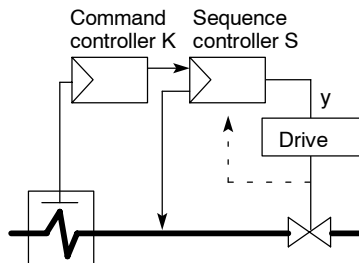 Command
controller K
Sequence
controller S
y
Drive